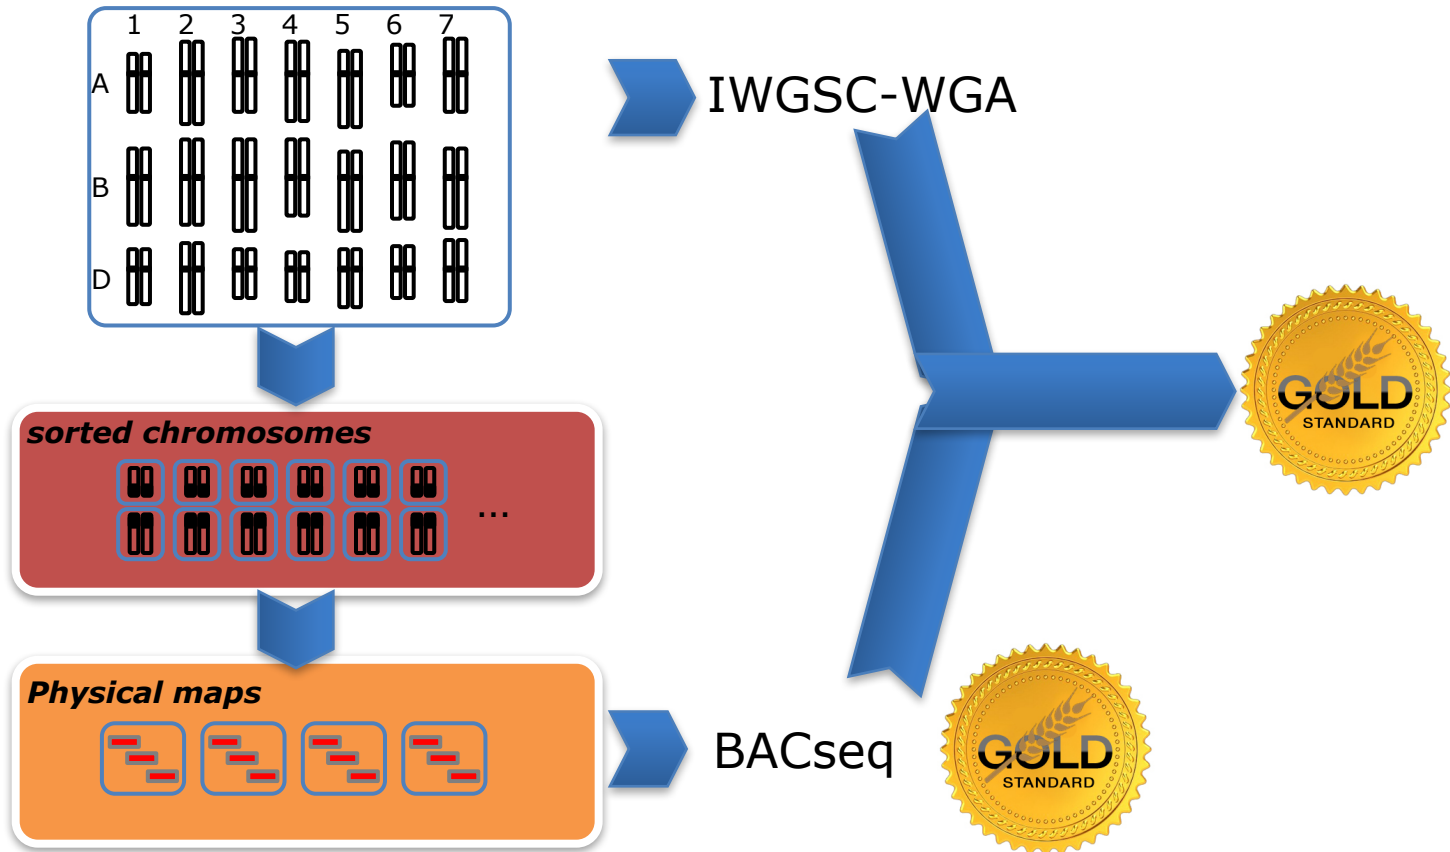 1 2 3 4 5 6 7
A
B
D
IWGSC-WGA
sorted chromosomes
...
Physical maps
BACseq
GOLD
STANDARD
GOLD
STANDARD